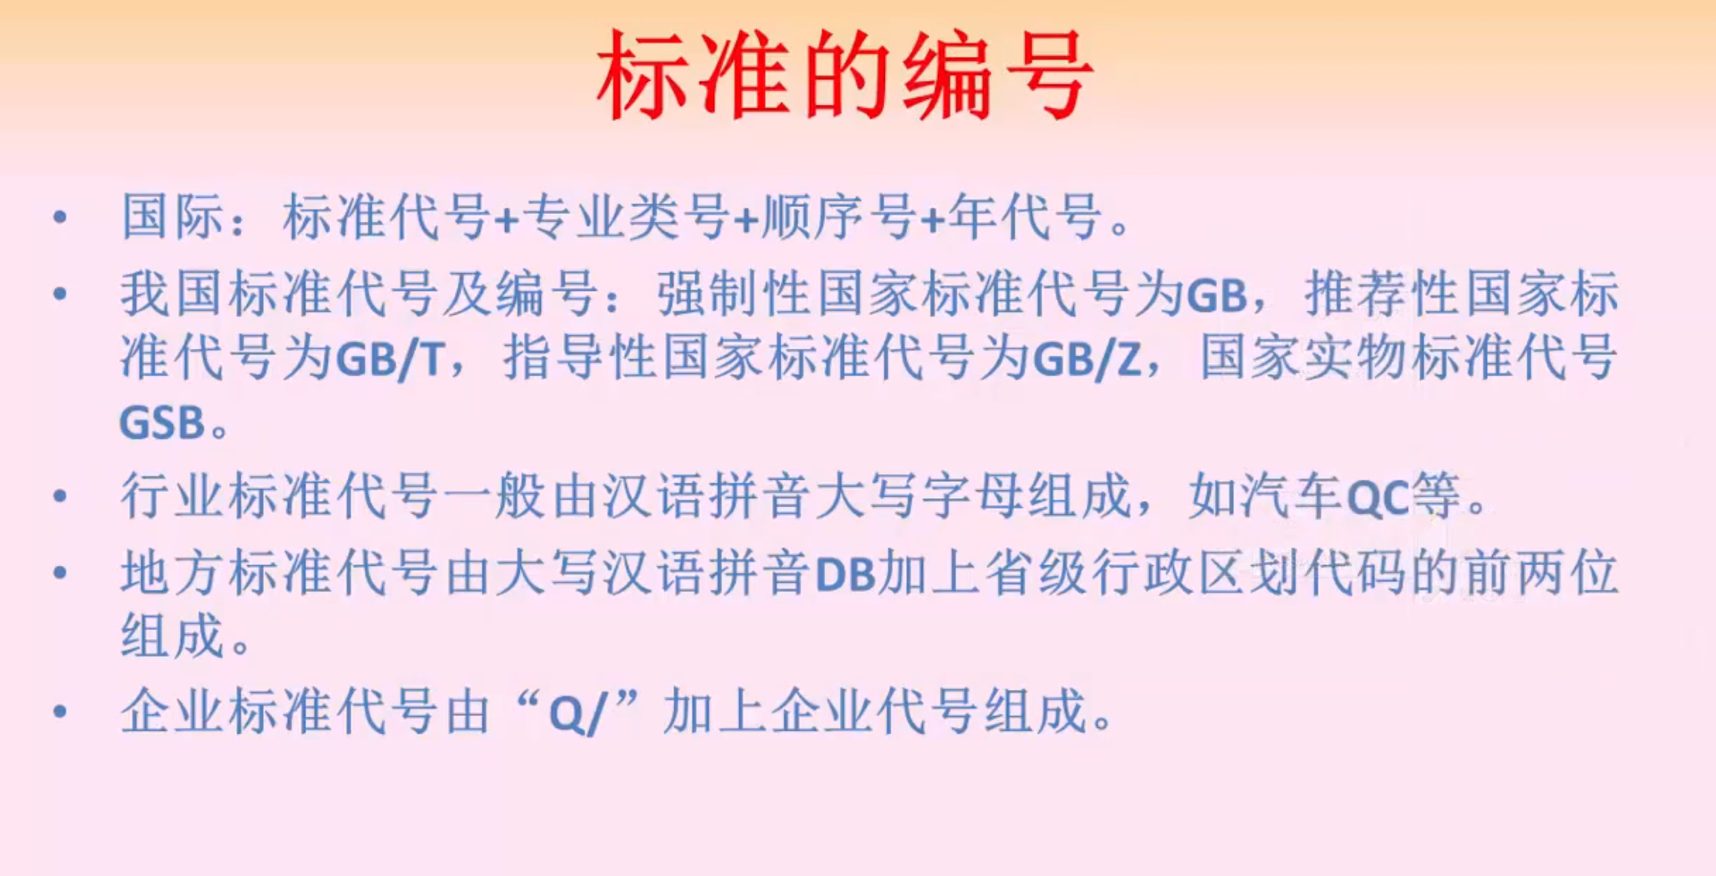 标准的编号
• 国际：标准代号+专业类号+顺序号+年代号。
• 我国标准代号及编号：强制性国家标准代号为GB，推荐性国家标
准代号为GB/T，指导性国家标准代号为GB/Z，国家实物标准代号
GSB。
• 行业标准代号一般由汉语拼音大写字母组成，如汽车QC等。
• 地方标准代号由大写汉语拼音DB加上省级行政区划代码的前两位
组成。
• 企业标准代号由“Q/”加上企业代号组成。